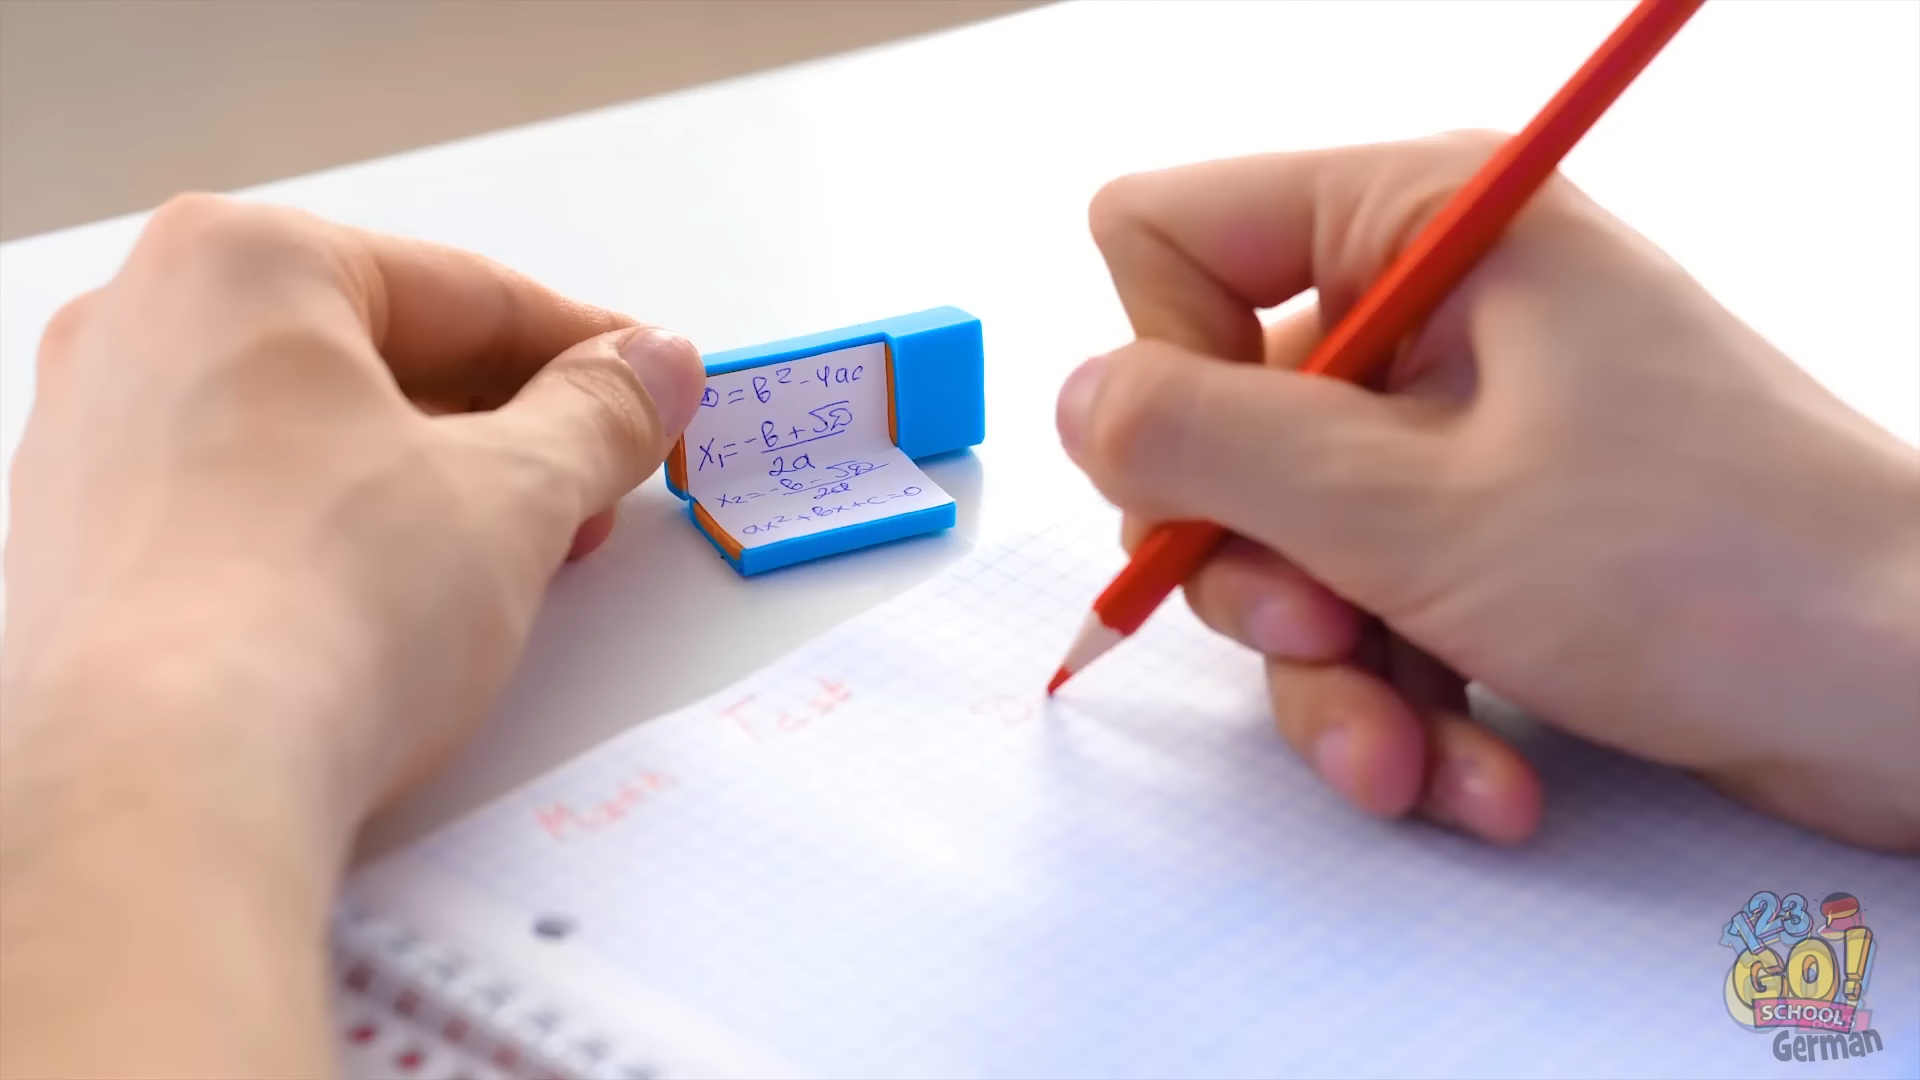 D = b² - 4ac
x₁ = -b + √D / 2a
x₂ = -b - √D / 2a
ax² + bx + c = 0
Math Test
D
123
GO!
SCHOOL
German